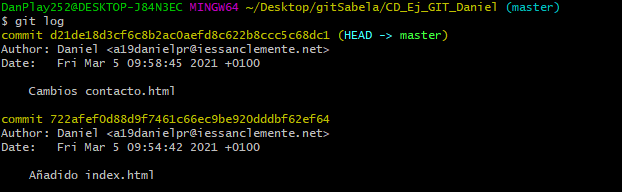 DanPlay252@DESKTOP-J84N3EC MINGW64 ~/Desktop/gitSabela/CD_Ej_GIT_Daniel (master)
$ git log
commit d21de18d3cf6c8b2ac0aefd8c622b8ccc5c68dc1 (HEAD -> master)
Author: Daniel <a19danielpr@iessanclemente.net>
Date:   Fri Mar 5 09:58:45 2021 +0100
Cambios contacto.html
commit 722afef0d88d9f7461c66ec9be920dddbf62ef64
Author: Daniel <a19danielpr@iessanclemente.net>
Date:   Fri Mar 5 09:54:42 2021 +0100
Añadido index.html